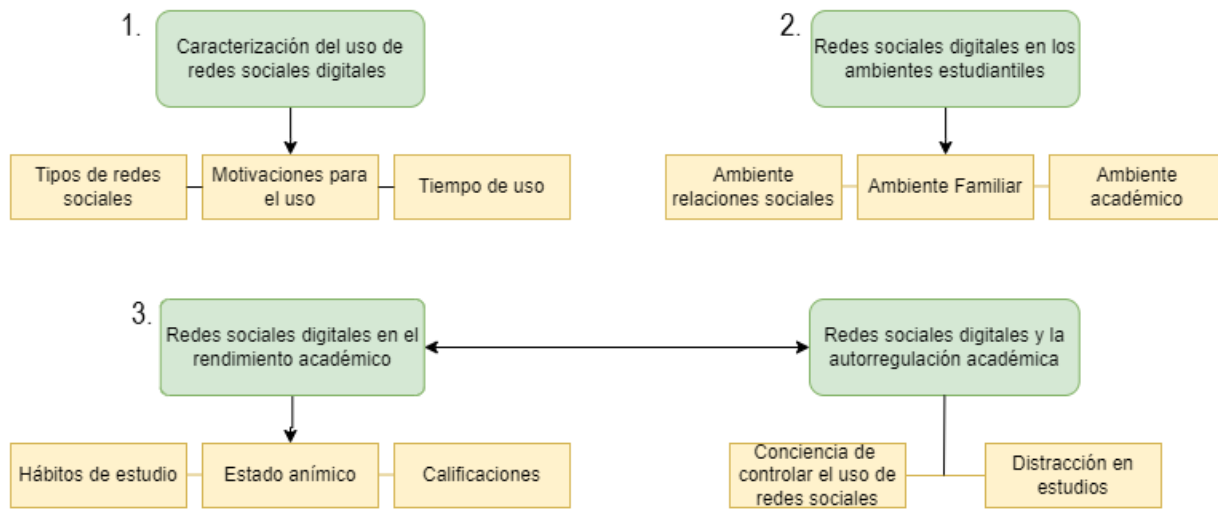 1.
Caracterización del uso de
redes sociales digitales
Tipos de redes
sociales
Motivaciones para
el uso
Tiempo de uso
2.
Redes sociales digitales en los
ambientes estudiantiles
Ambiente
relaciones sociales
Ambiente Familiar
Ambiente
académico
3.
Redes sociales digitales en el
rendimiento académico
Redes sociales digitales y la
autorregulación académica
Hábitos de estudio
Estado anímico
Calificaciones
Conciencia de
controlar el uso de
redes sociales
Distracción en
estudios